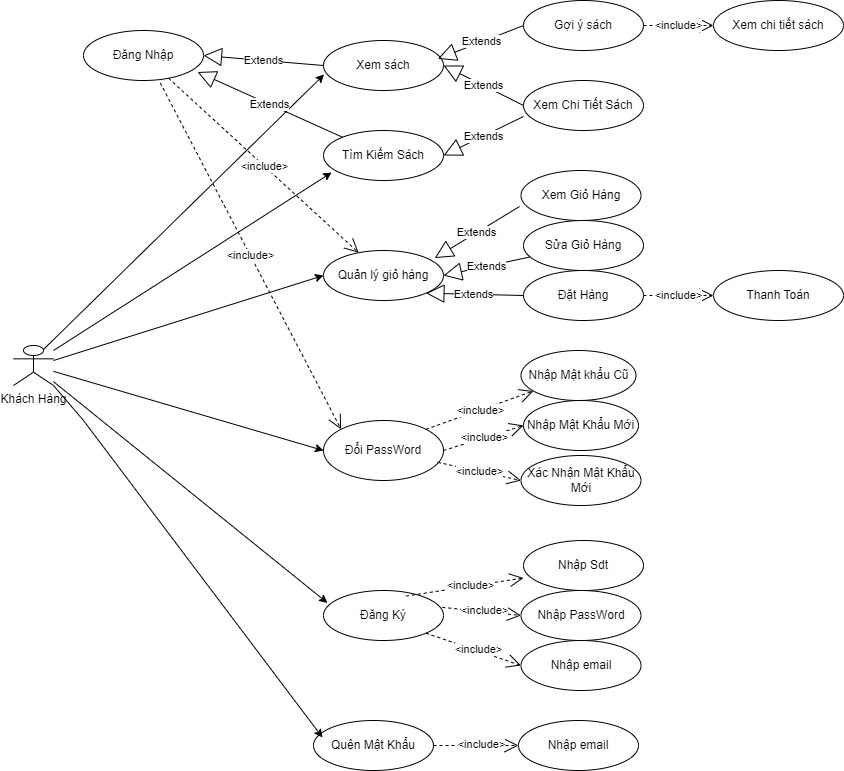 Gợi ý sách
<include>
Xem chi tiết sách
Extends
Đăng Nhập
Extends
Xem sách
Extends
Xem Chi Tiết Sách
Extends
Extends
Tìm Kiếm Sách
<include>
Xem Giỏ Hàng
Extends
<include>
Sửa Giỏ Hàng
Extends
Quản lý giỏ hàng
Extends
Đặt Hàng
<include>
Thanh Toán
Khách Hàng
Nhập Mật khẩu Cũ
<include>
Nhập Mật Khẩu Mới
<include>
Đổi PassWord
<include>
Xác Nhận Mật Khẩu
Mới
Nhập Sdt
<include>
<include>
Nhập PassWord
Đăng Ký
<include>
Nhập email
Quên Mật Khẩu
<include>
Nhập email